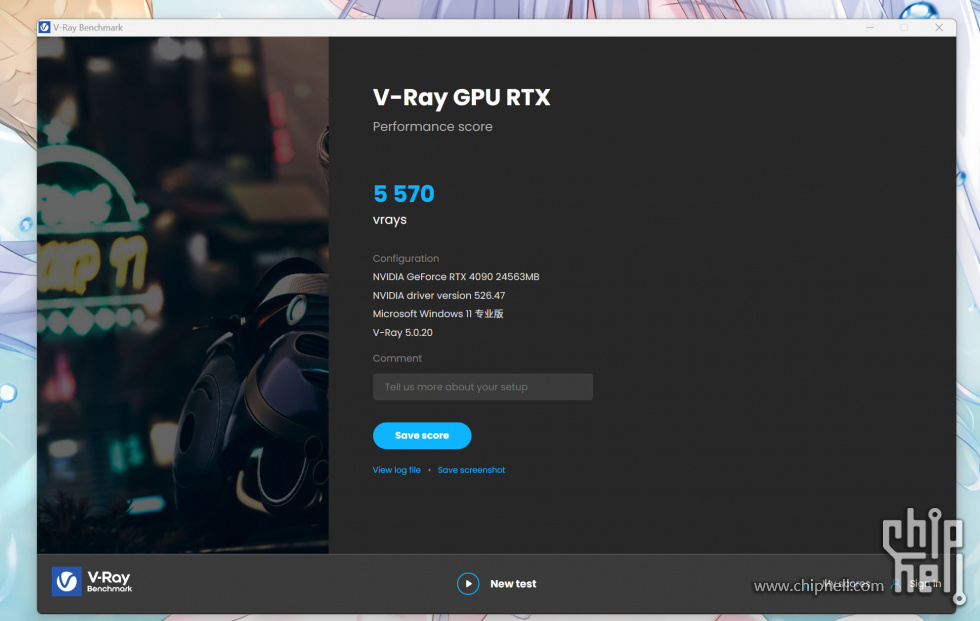 V-Ray Benchmark
V-Ray GPU RTX
Performance score
5 570
vrays
Configuration
NVIDIA GeForce RTX 4090 24563MB
NVIDIA driver version 526.47
Microsoft Windows 11 专业版
V-Ray 5.0.20
Comment
Tell us more about your setup
Save score
View log file • Save screenshot
V-Ray
Benchmark
New test
My scores
Sign in
www.chiphell.com
chip
hell